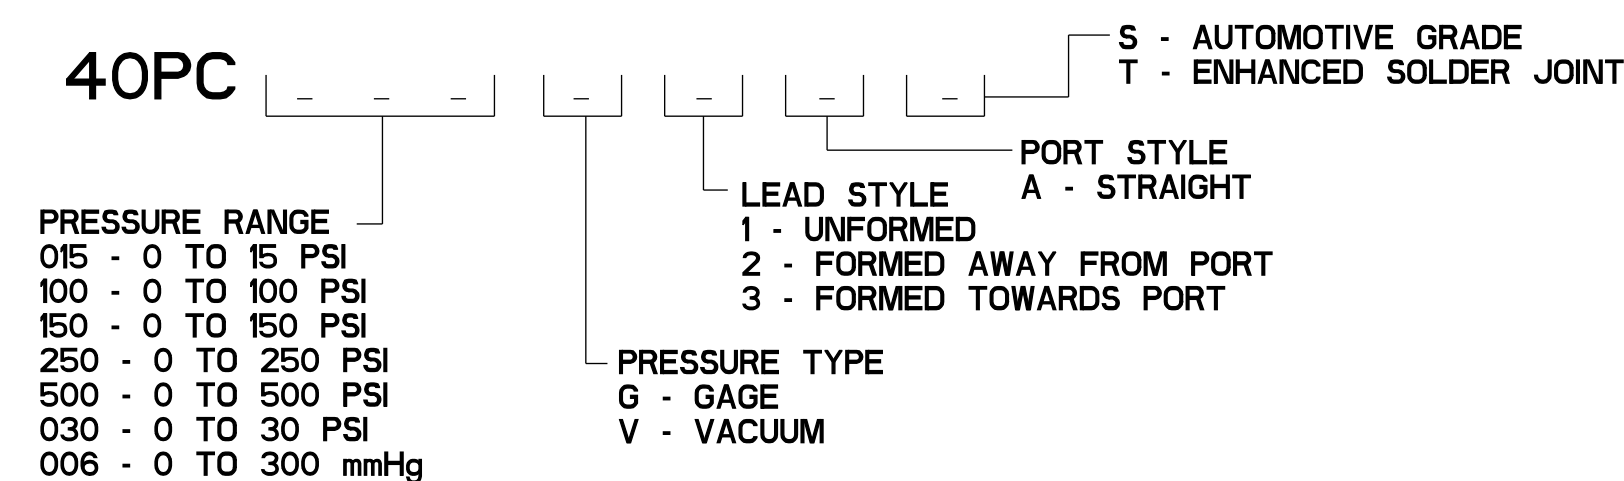 40PC _ _ _ _ _ _ _
S - AUTOMOTIVE GRADE
T - ENHANCED SOLDER JOINT
PORT STYLE
A - STRAIGHT
LEAD STYLE
1 - UNFORMED
2 - FORMED AWAY FROM PORT
3 - FORMED TOWARDS PORT
PRESSURE RANGE
015 - 0 TO 15 PSI
100 - 0 TO 100 PSI
150 - 0 TO 150 PSI
250 - 0 TO 250 PSI
500 - 0 TO 500 PSI
030 - 0 TO 30 PSI
006 - 0 TO 300 mmHg
PRESSURE TYPE
G - GAGE
V - VACUUM